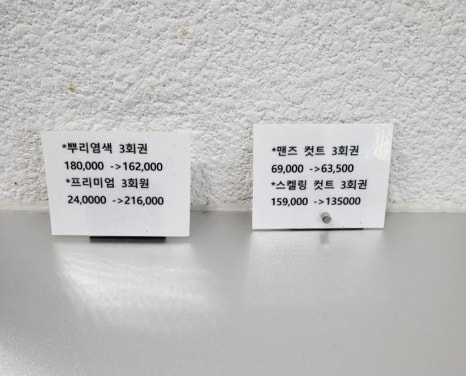 *뿌리염색 3회권
180,000 ->162,000
*프리미엄 3회원
24,0000 ->216,000
*맨즈 컷트 3회권
69,000 ->63,500
*스켈링 컷트 3회권
159,000 ->135000